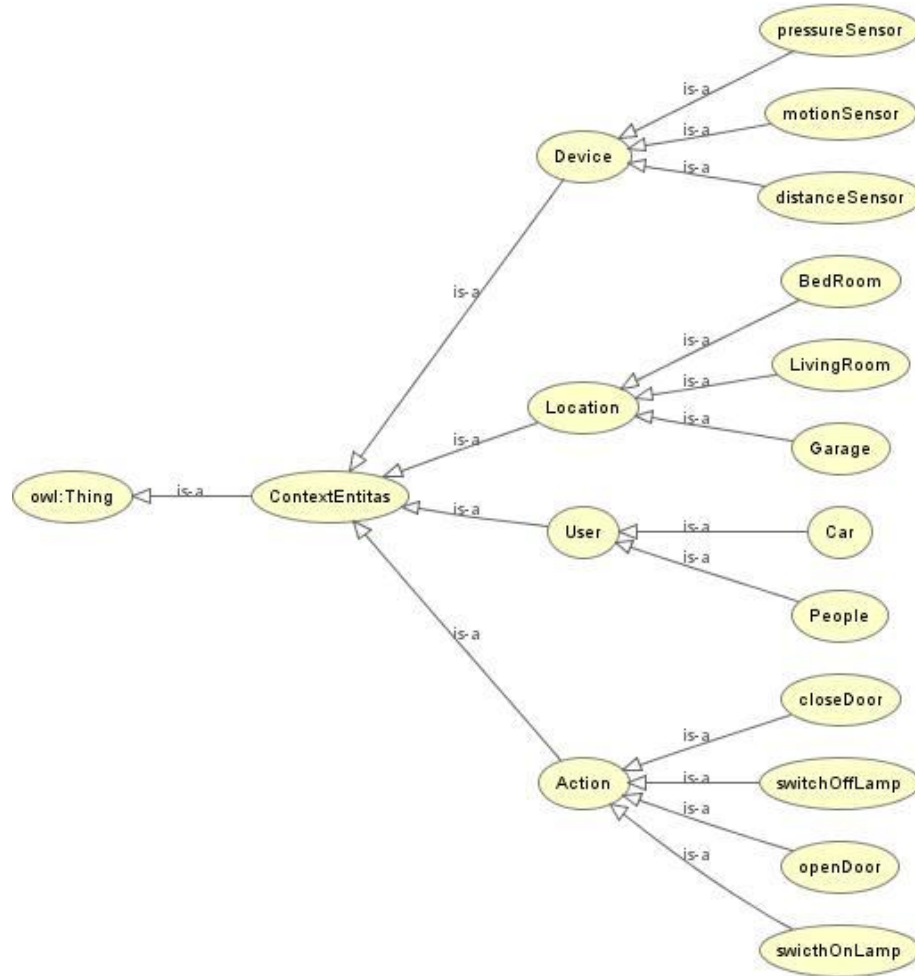 pressureSensor
is-a
motionSensor
is-a
Device
is-a
distanceSensor
BedRoom
is-a
is-a
LivingRoom
is-a
Location
is-a
is-a
Garage
owl:Thing
is-a
ContextEntitas
is-a
User
is-a
Car
is-a
People
is-a
closeDoor
is-a
Action
is-a
switchOffLamp
is-a
openDoor
is-a
swicthOnLamp